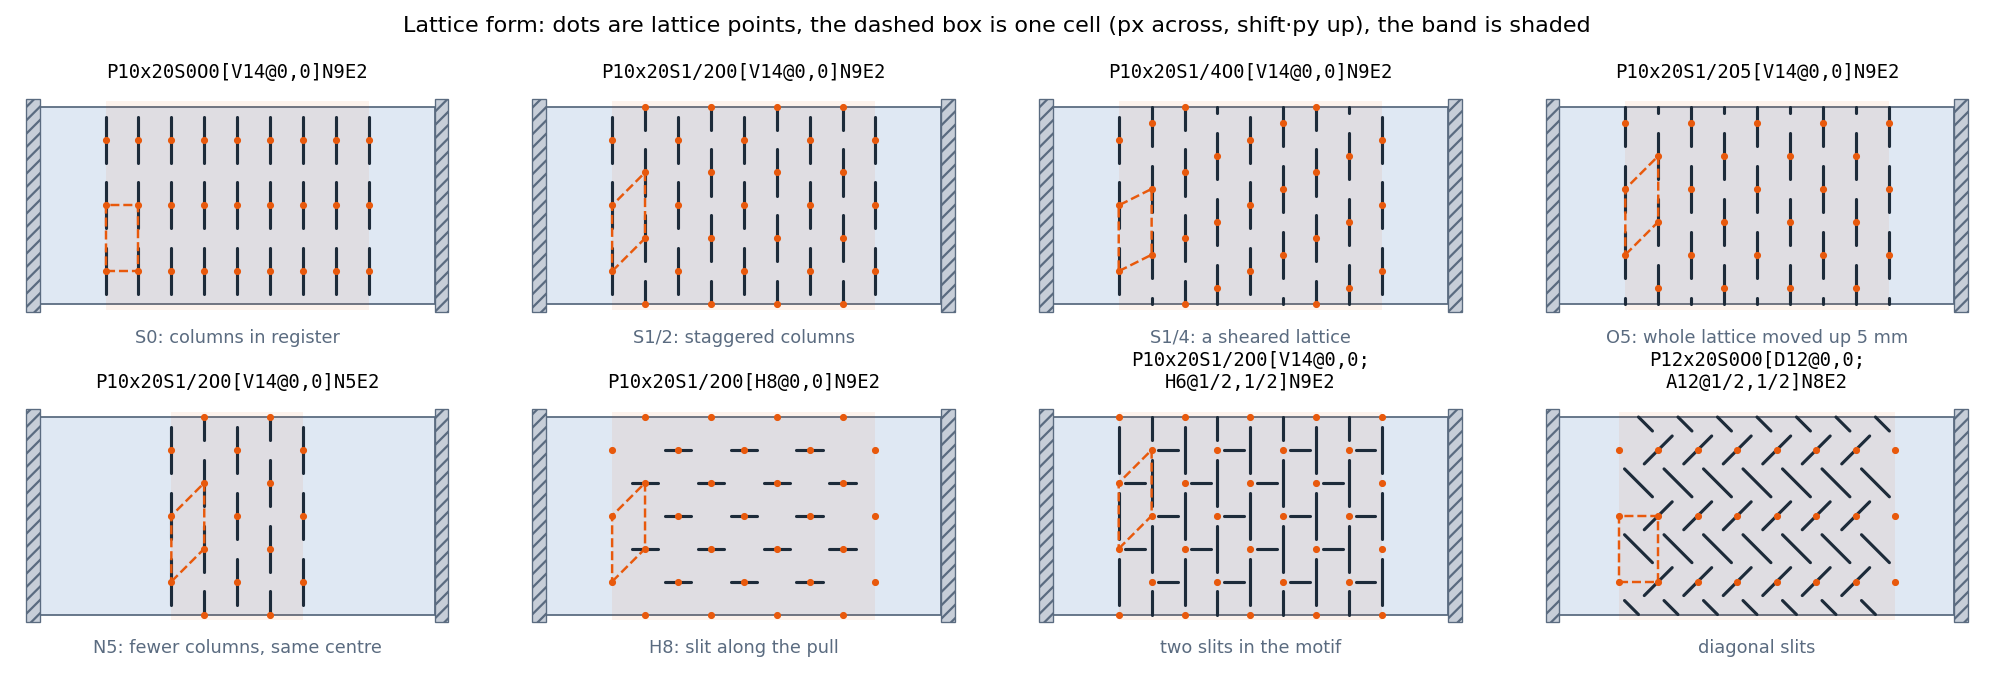 Lattice form: dots are lattice points, the dashed box is one cell (px across, shift·py up), the band is shaded
P10x20S0O0[V14@0,0]N9E2
P10x20S1/2O0[V14@0,0]N9E2
P10x20S1/4O0[V14@0,0]N9E2
P10x20S1/2O5[V14@0,0]N9E2
S0: columns in register
S1/2: staggered columns
S1/4: a sheared lattice
O5: whole lattice moved up 5 mm
P10x20S1/2O0[V14@0,0]N5E2
P10x20S1/2O0[H8@0,0]N9E2
P10x20S1/2O0[V14@0,0;
H6@1/2,1/2]N9E2
P12x20S0O0[D12@0,0;
A12@1/2,1/2]N8E2
N5: fewer columns, same centre
H8: slit along the pull
two slits in the motif
diagonal slits